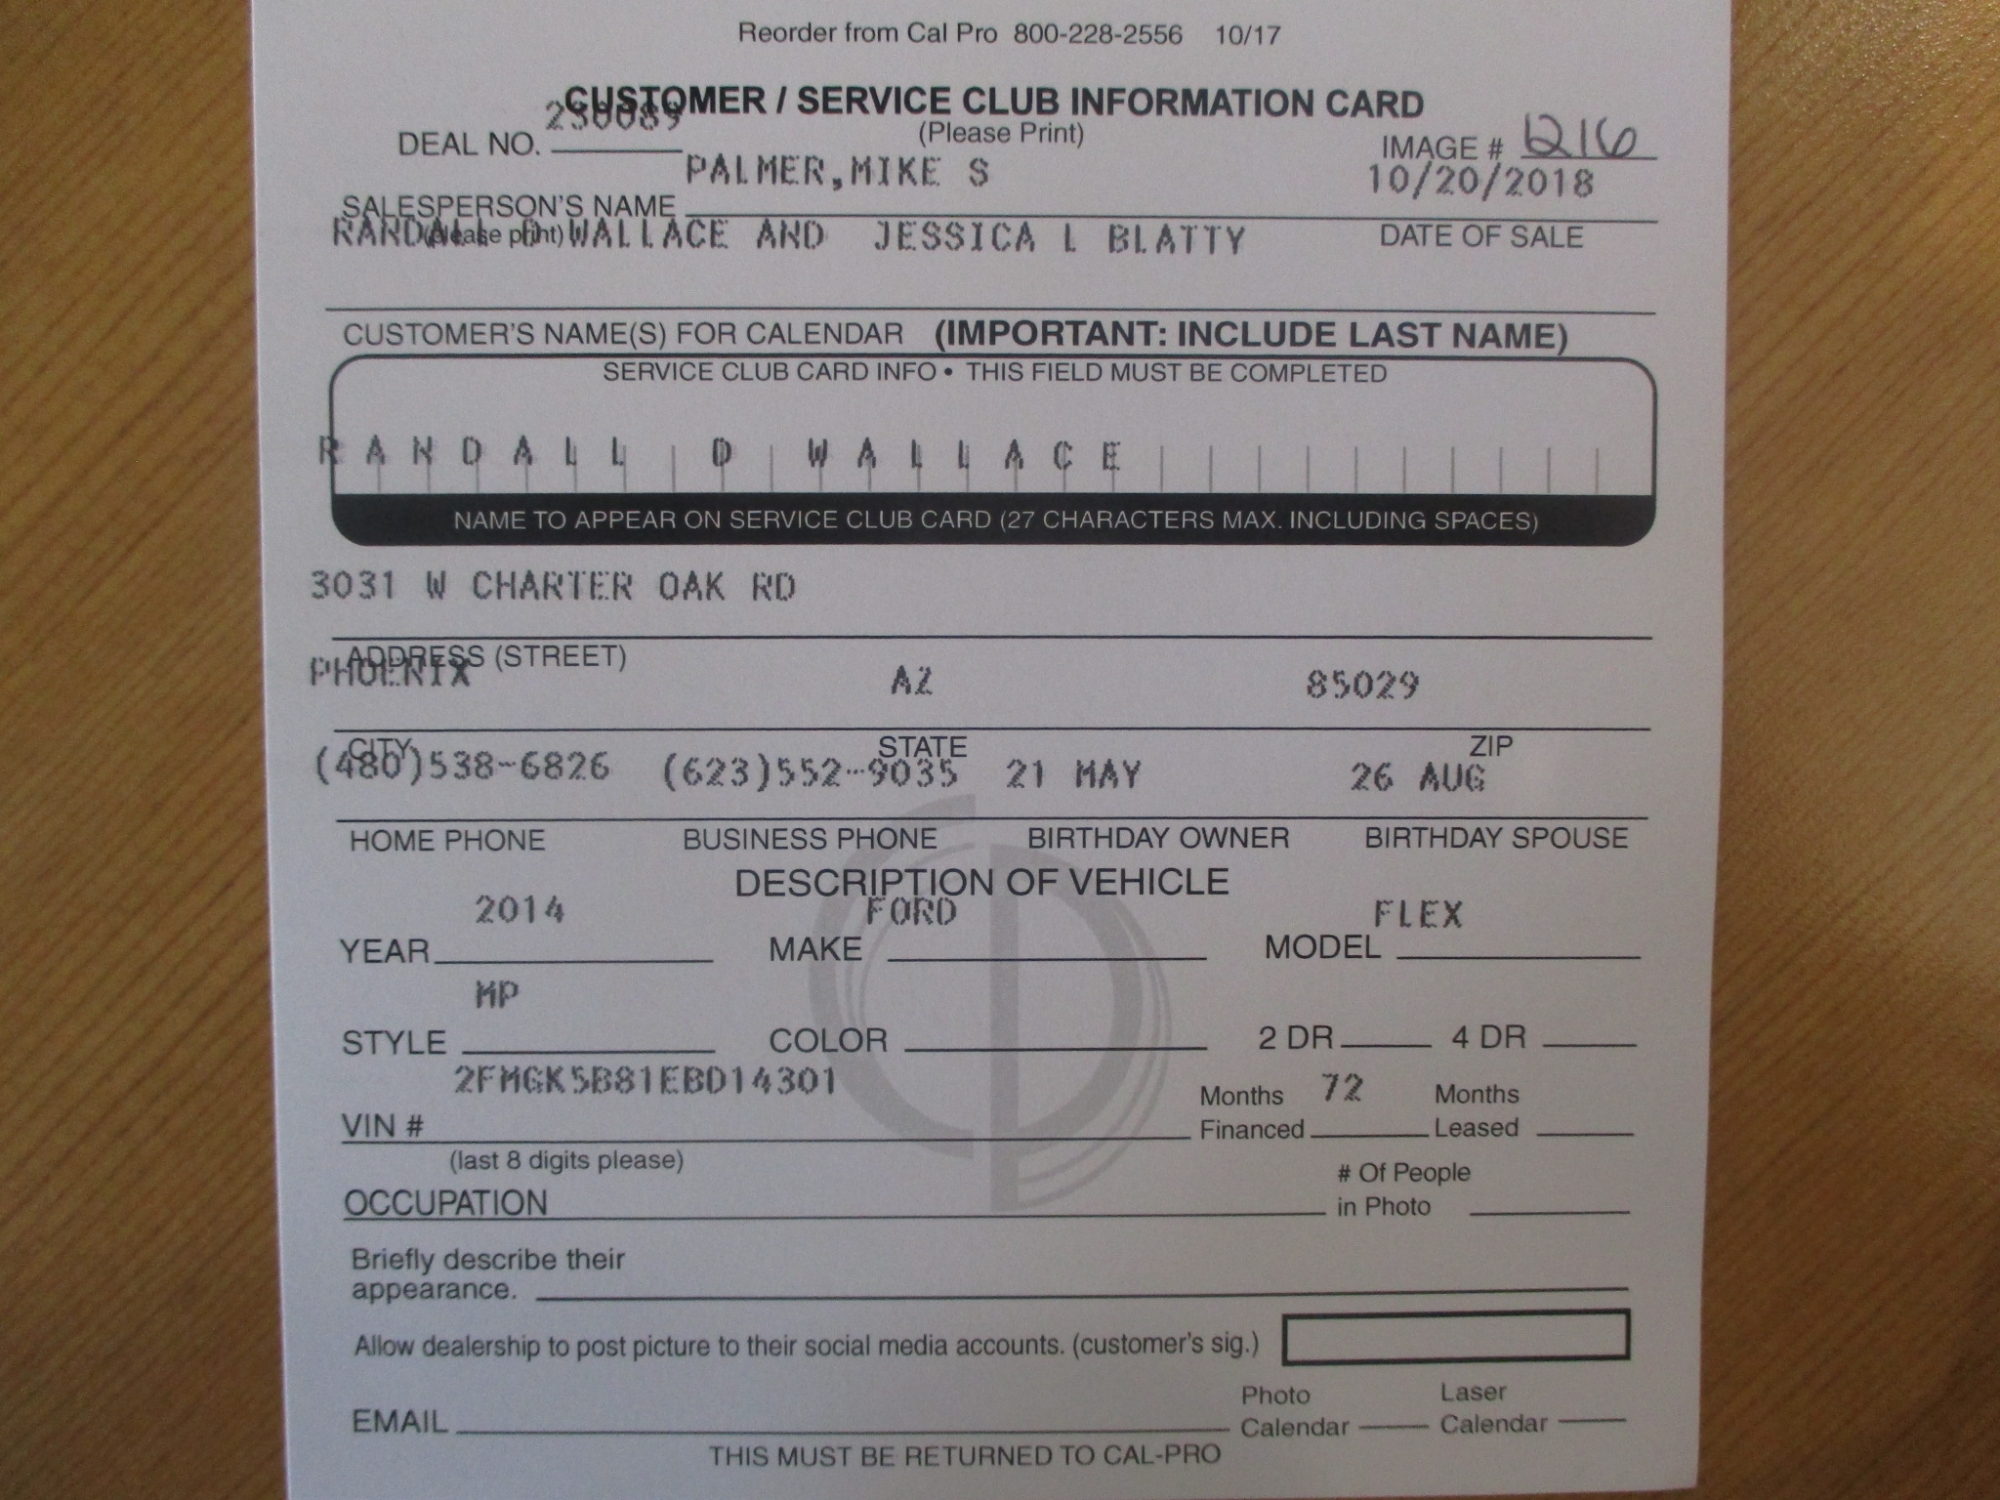 Reorder from Cal Pro 800-228-2556 10/17
CUSTOMER / SERVICE CLUB INFORMATION CARD
(Please Print)
DEAL NO. 230089
IMAGE # 1216
PALMER,MIKE S 10/20/2018
SALESPERSON'S NAME
(please print)
DATE OF SALE
RANDALL D WALLACE AND JESSICA L BLATTY
CUSTOMER'S NAME(S) FOR CALENDAR (IMPORTANT: INCLUDE LAST NAME)
SERVICE CLUB CARD INFO • THIS FIELD MUST BE COMPLETED
RANDALL D WALLACE
NAME TO APPEAR ON SERVICE CLUB CARD (27 CHARACTERS MAX. INCLUDING SPACES)
3031 W CHARTER OAK RD
ADDRESS (STREET)
PHOENIX AZ 85029
CITY STATE ZIP
(480)538-6826 (623)552-9035 21 MAY 26 AUG
HOME PHONE BUSINESS PHONE BIRTHDAY OWNER BIRTHDAY SPOUSE
DESCRIPTION OF VEHICLE
2014 FORD FLEX
YEAR MAKE MODEL
MP
STYLE COLOR 2 DR 4 DR
2FMGK5B81EBD14301
VIN #
(last 8 digits please)
Months Financed 72 Months Leased
OCCUPATION
# Of People in Photo
Briefly describe their
appearance.
Allow dealership to post picture to their social media accounts. (customer's sig.)
EMAIL
Photo Calendar Laser Calendar
THIS MUST BE RETURNED TO CAL-PRO